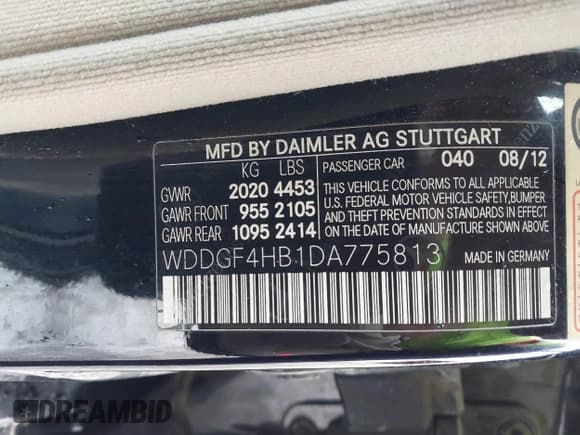 MFD BY DAIMLER AG STUTTGART
KG LBS
PASSENGER CAR 040 08/12
GVWR 2020 4453
GAWR FRONT 955 2105
GAWR REAR 1095 2414
THIS VEHICLE CONFORMS TO ALL APPLICABLE
U.S. FEDERAL MOTOR VEHICLE SAFETY,BUMPER
AND THEFT PREVENTION STANDARDS IN EFFECT
ON THE DATE OF MANUFACTURE SHOWN ABOVE.
WDDGF4HB1DA775813 MADE IN GERMANY
DREAMBID